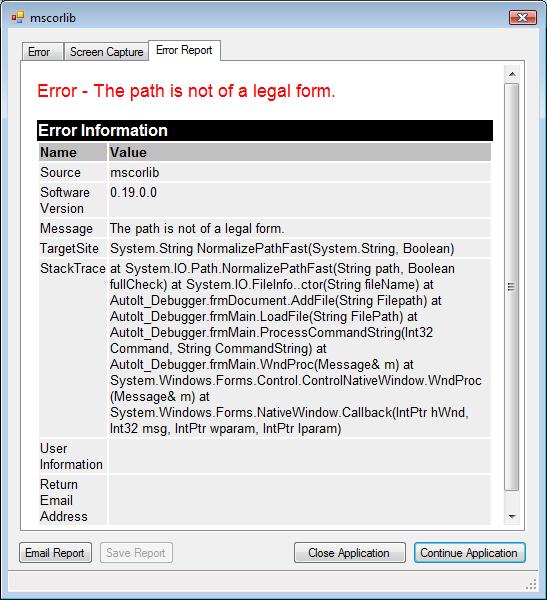 mscorlib
Error
Screen Capture
Error Report
Error - The path is not of a legal form.
Error Information
Name Value
Source mscorlib
Software 0.19.0.0
Version
Message The path is not of a legal form.
TargetSite System.String NormalizePathFast(System.String, Boolean)
StackTrace at System.IO.Path.NormalizePathFast(String path, Boolean
fullCheck) at System.IO.FileInfo..ctor(String fileName) at
AutoIt_Debugger.frmDocument.AddFile(String Filepath) at
AutoIt_Debugger.frmMain.LoadFile(String FilePath) at
AutoIt_Debugger.frmMain.ProcessCommandString(Int32
Command, String CommandString) at
AutoIt_Debugger.frmMain.WndProc(Message& m) at
System.Windows.Forms.Control.ControlNativeWindow.WndProc
(Message& m) at
System.Windows.Forms.NativeWindow.Callback(IntPtr hWnd,
Int32 msg, IntPtr wparam, IntPtr lparam)
User
Information
Return
Email
Address
Email Report
Save Report
Close Application
Continue Application